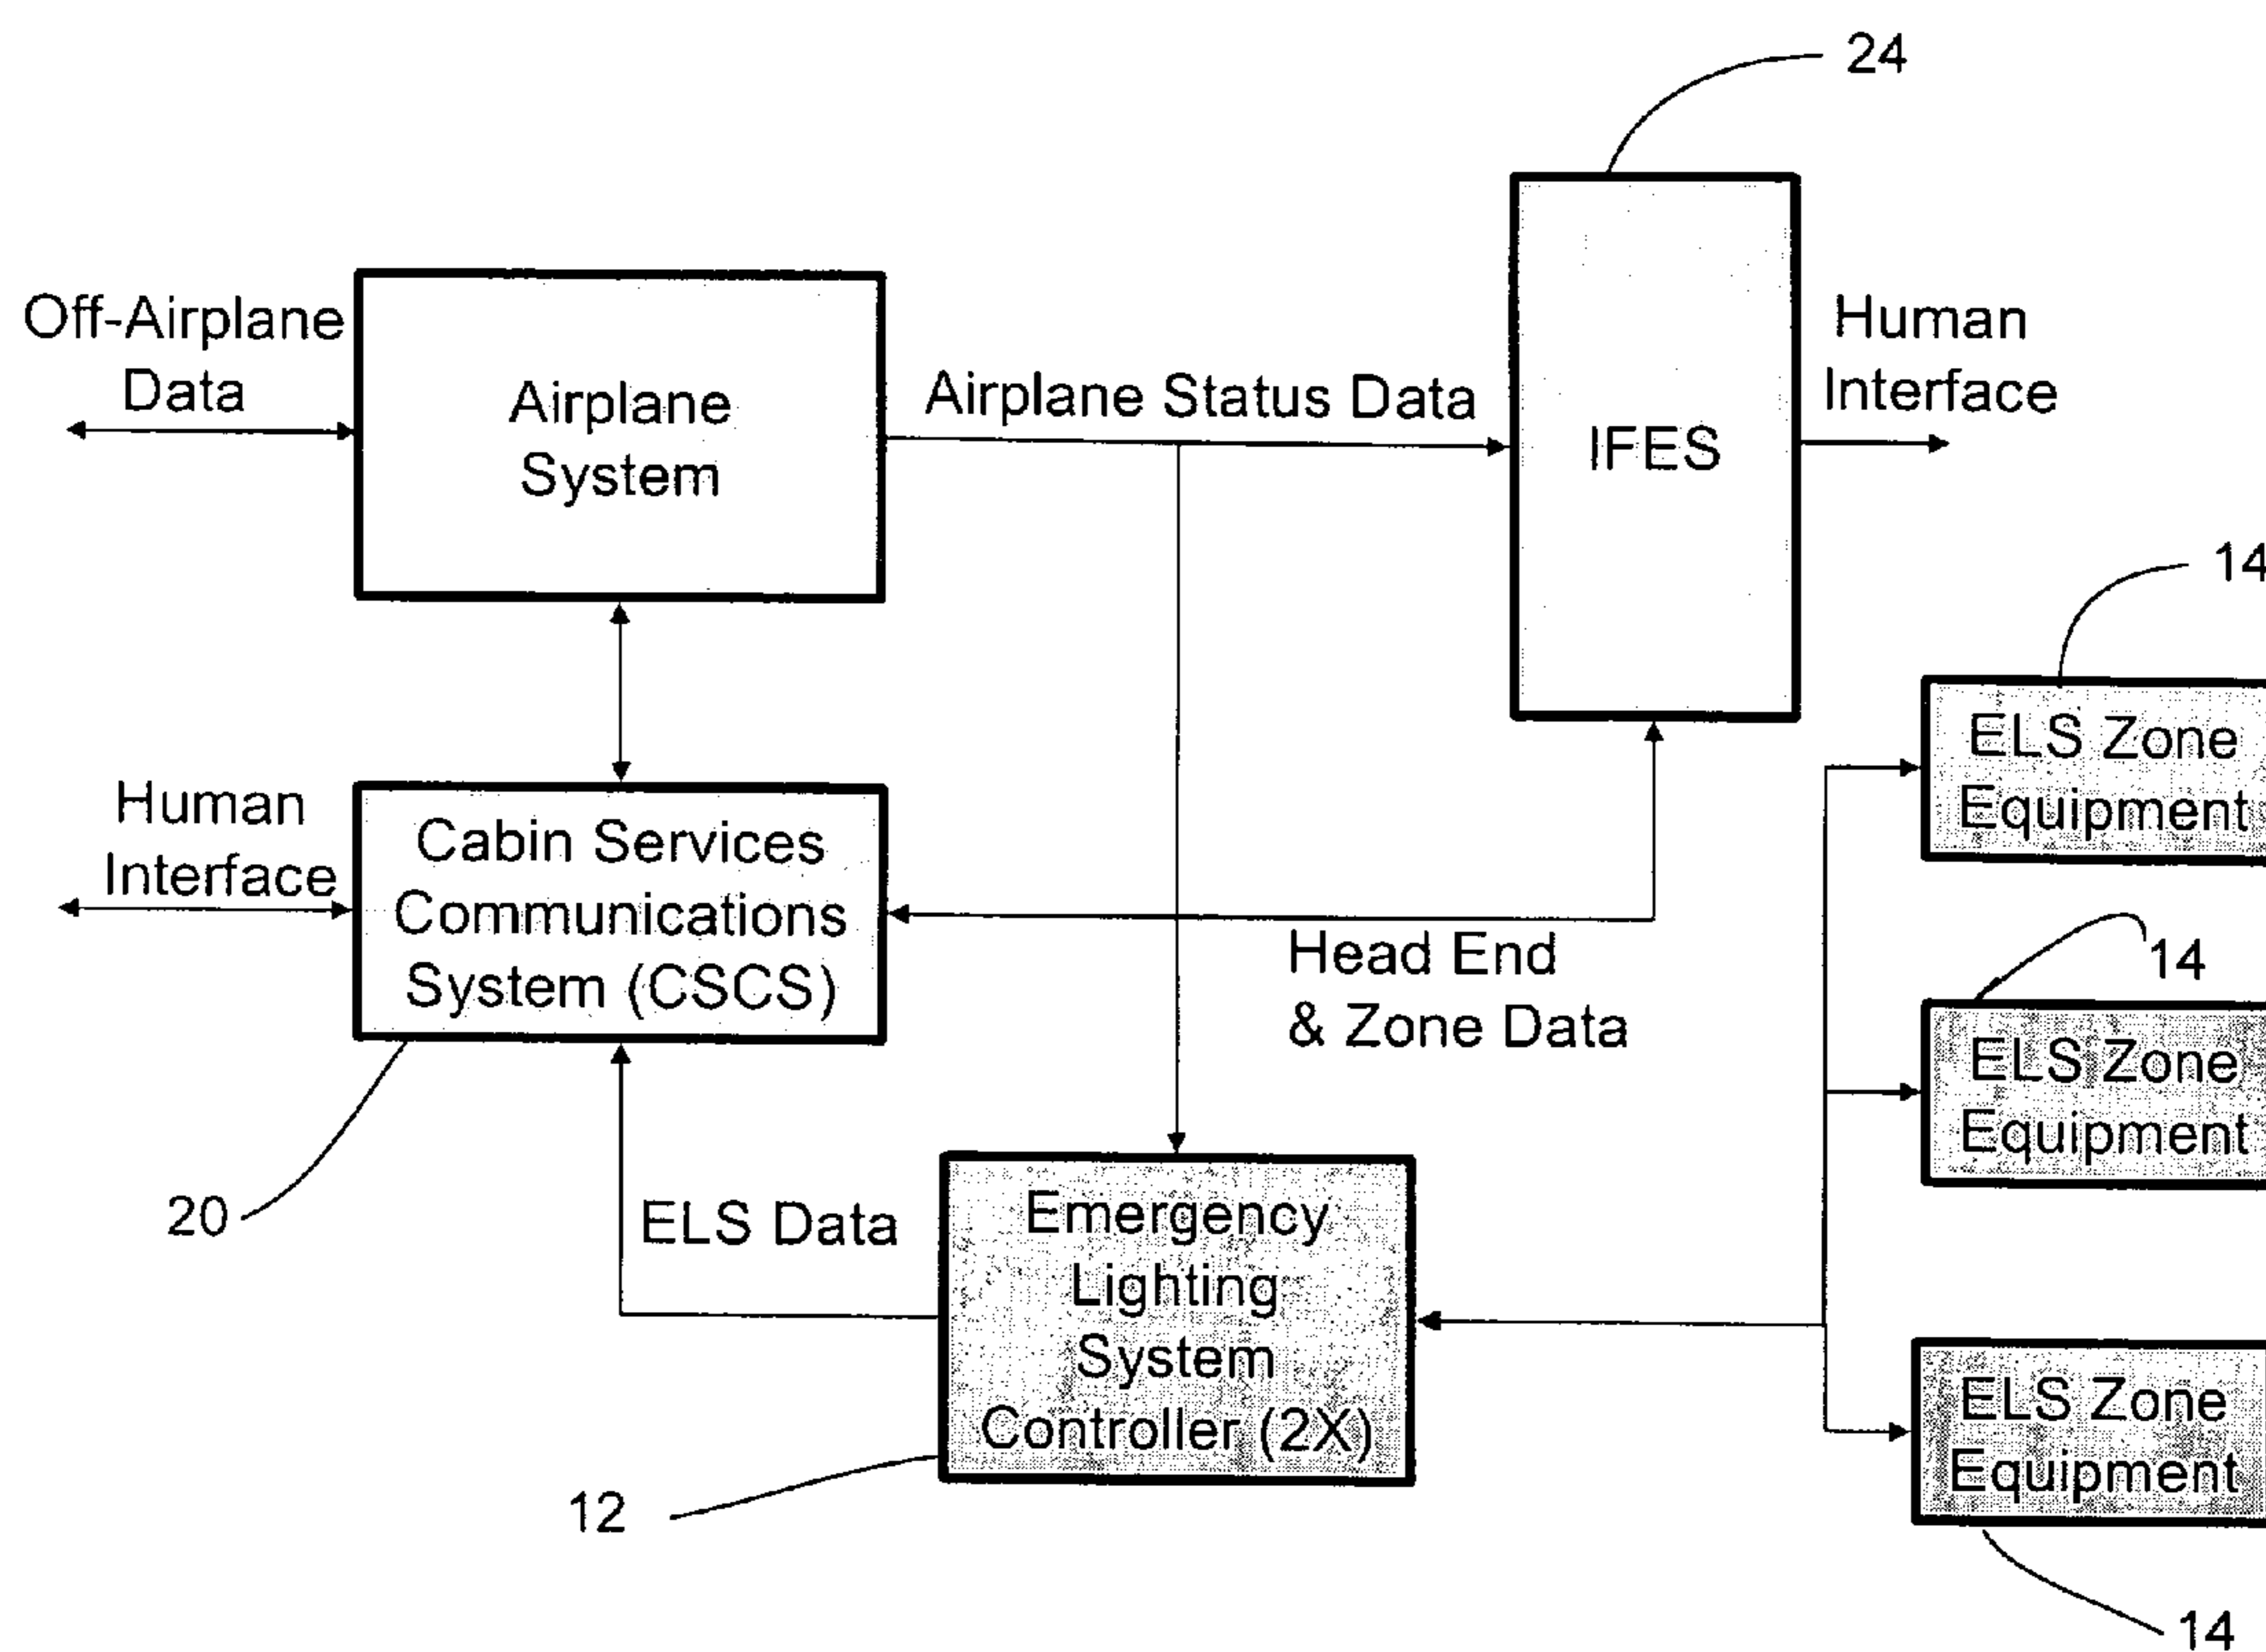 24
Off-Airplane
Data
Airplane
System
Airplane Status Data
IFES
Human
Interface
14
ELS Zone
Equipment
Human
Interface
Cabin Services
Communications
System (CSCS)
Head End
& Zone Data
14
ELS Zone
Equipment
20
ELS Data
Emergency
Lighting
System
Controller (2X)
12
ELS Zone
Equipment
14